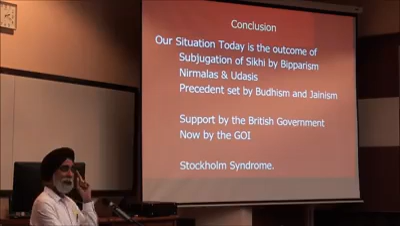 Conclusion
Our Situation Today is the outcome of
Subjugation of Sikhi by Bipparism
Nirmalas & Udasis
Precedent set by Budhism and Jainism
Support by the British Government
Now by the GOI
Stockholm Syndrome.